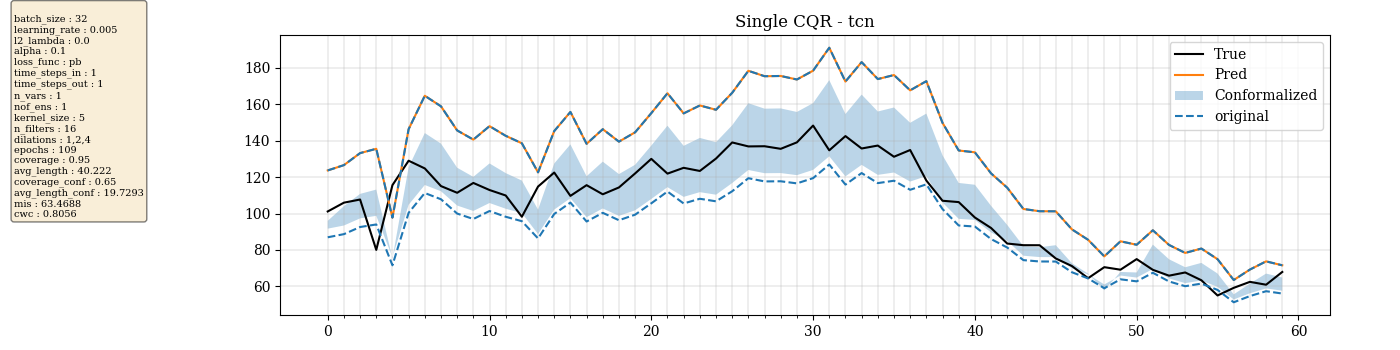 batch_size : 32
learning_rate : 0.005
l2_lambda : 0.0
alpha : 0.1
loss_func : pb
time_steps_in : 1
time_steps_out : 1
n_vars : 1
nof_ens : 1
kernel_size : 5
n_filters : 16
dilations : 1,2,4
epochs : 109
coverage : 0.95
avg_length : 40.222
coverage_conf : 0.65
avg_length_conf : 19.7293
mis : 63.4688
cwc : 0.8056
Single CQR - tcn
180
160
140
120
100
80
60
True
Pred
Conformalized
original
0 10 20 30 40 50 60